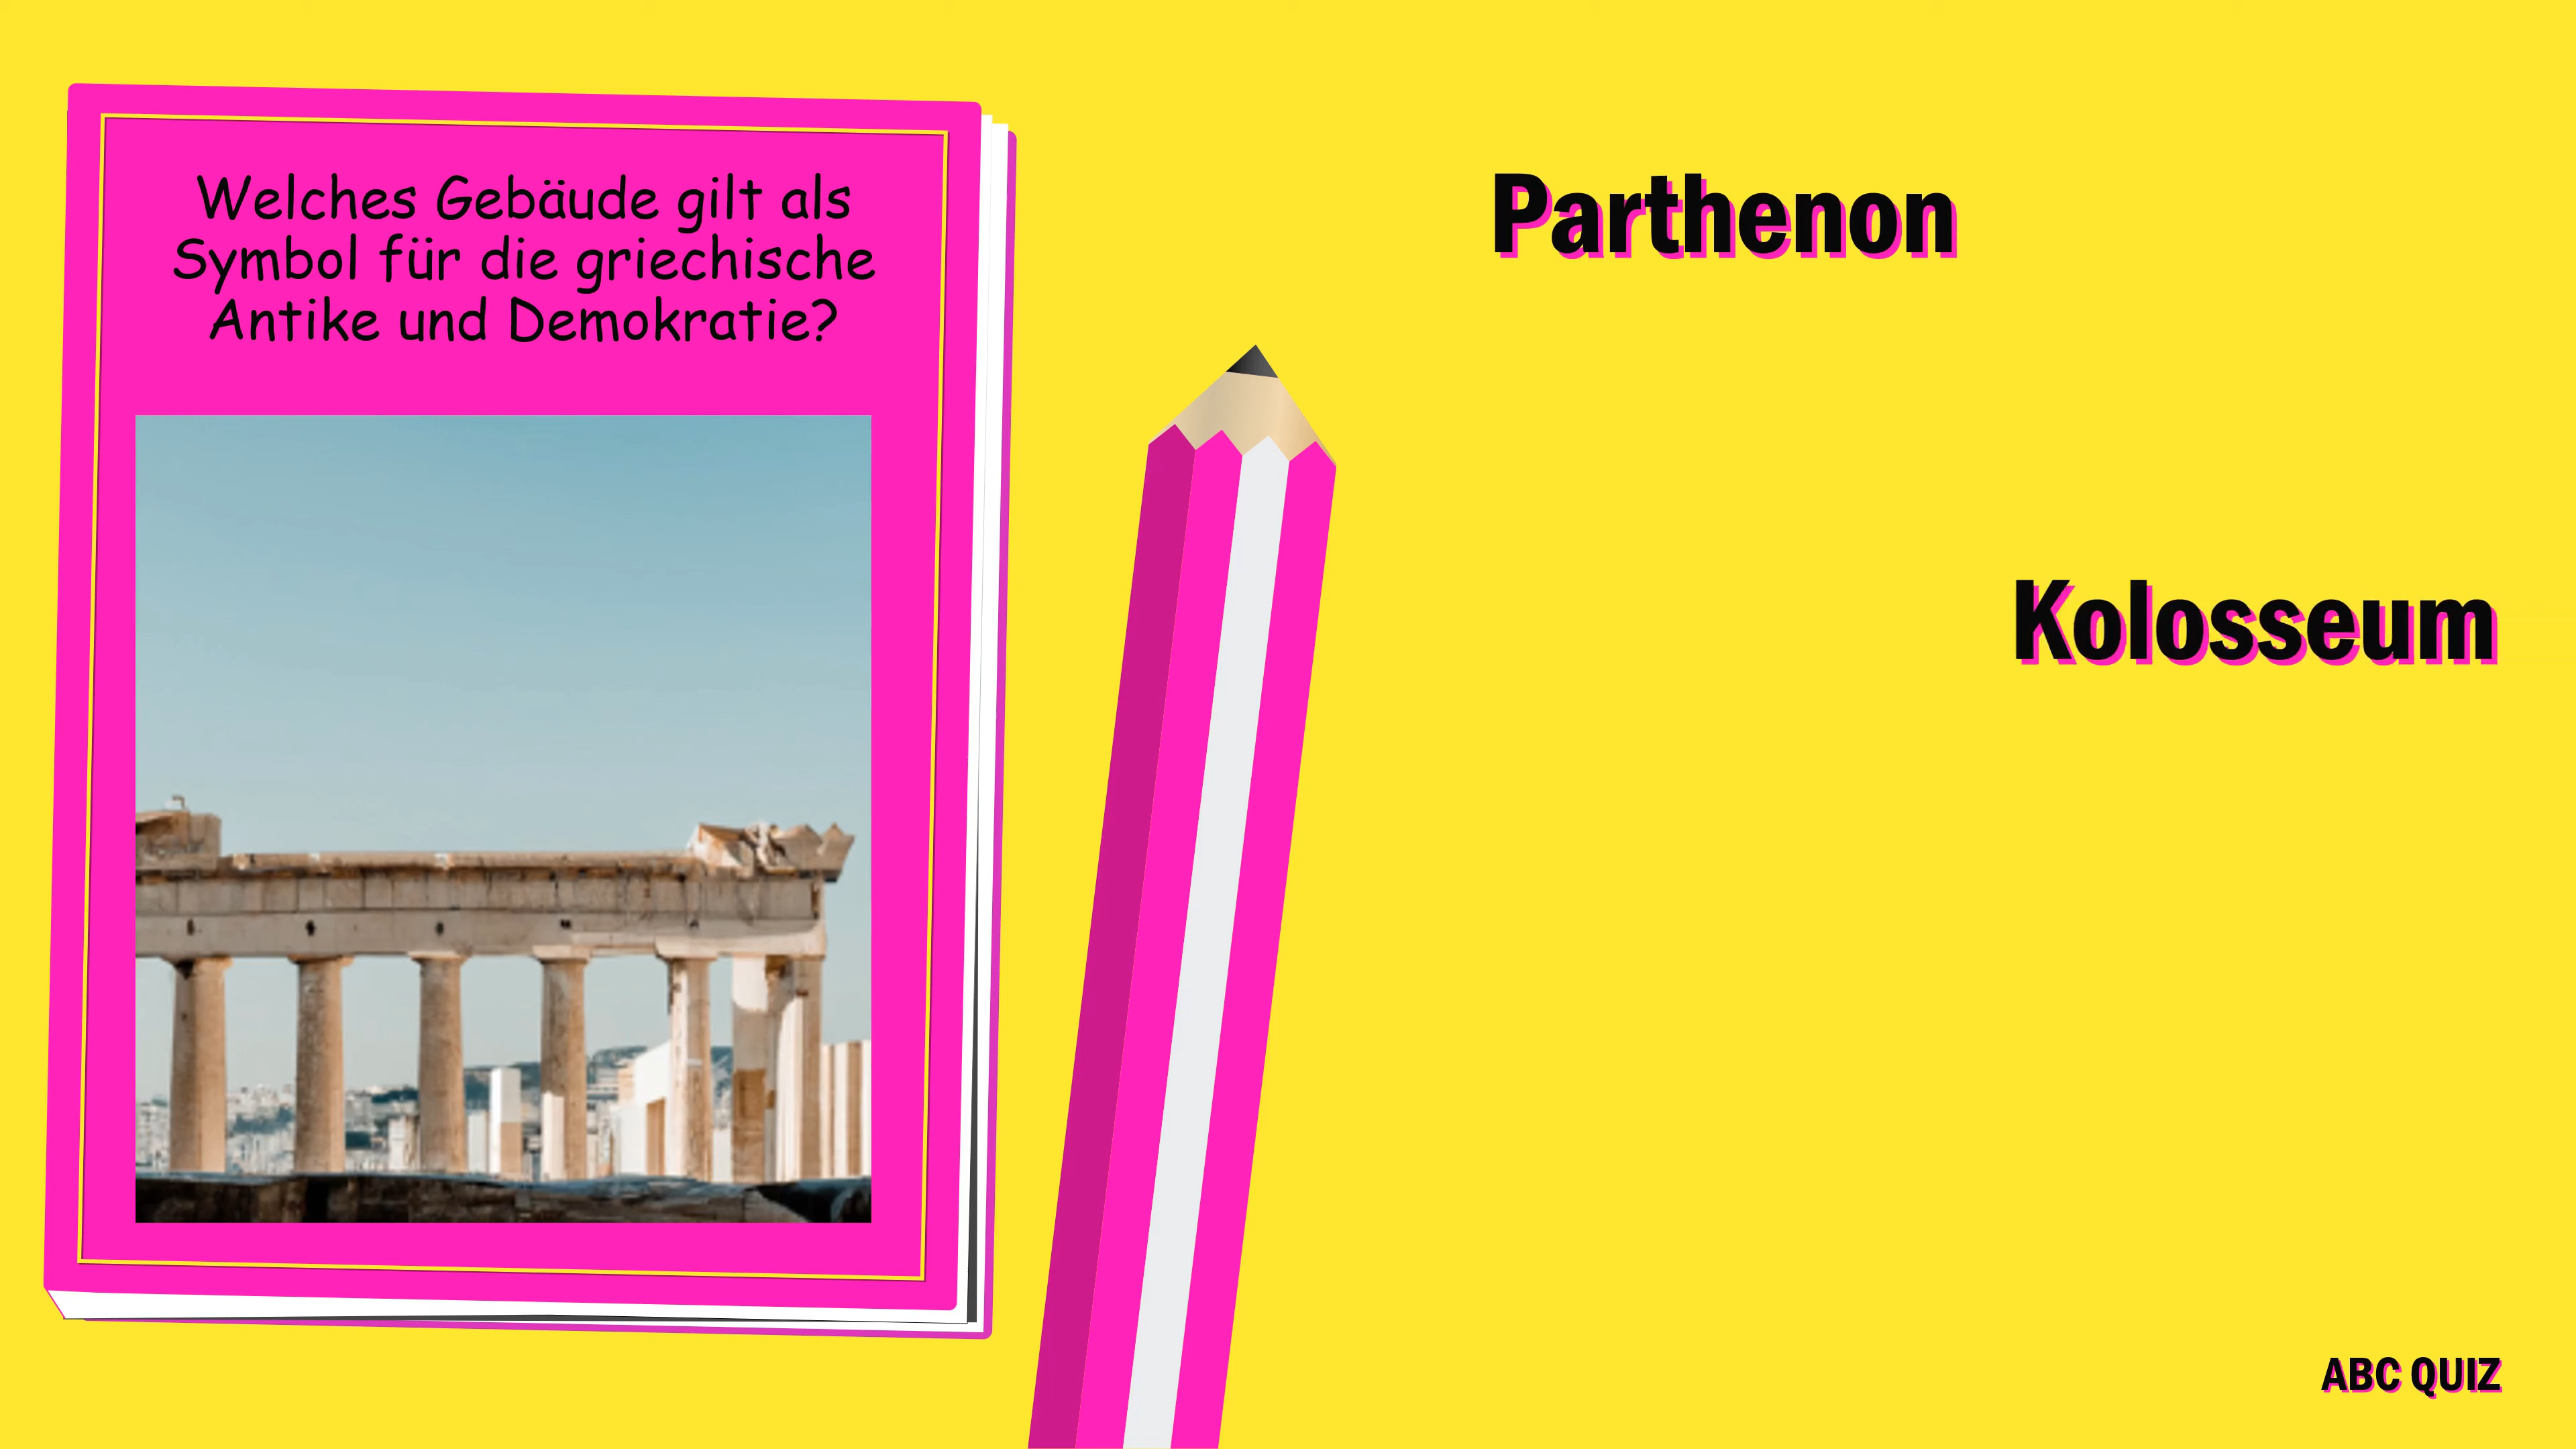 Welches Gebäude gilt als
Symbol für die griechische
Antike und Demokratie?
Parthenon
Kolosseum
ABC QUIZ